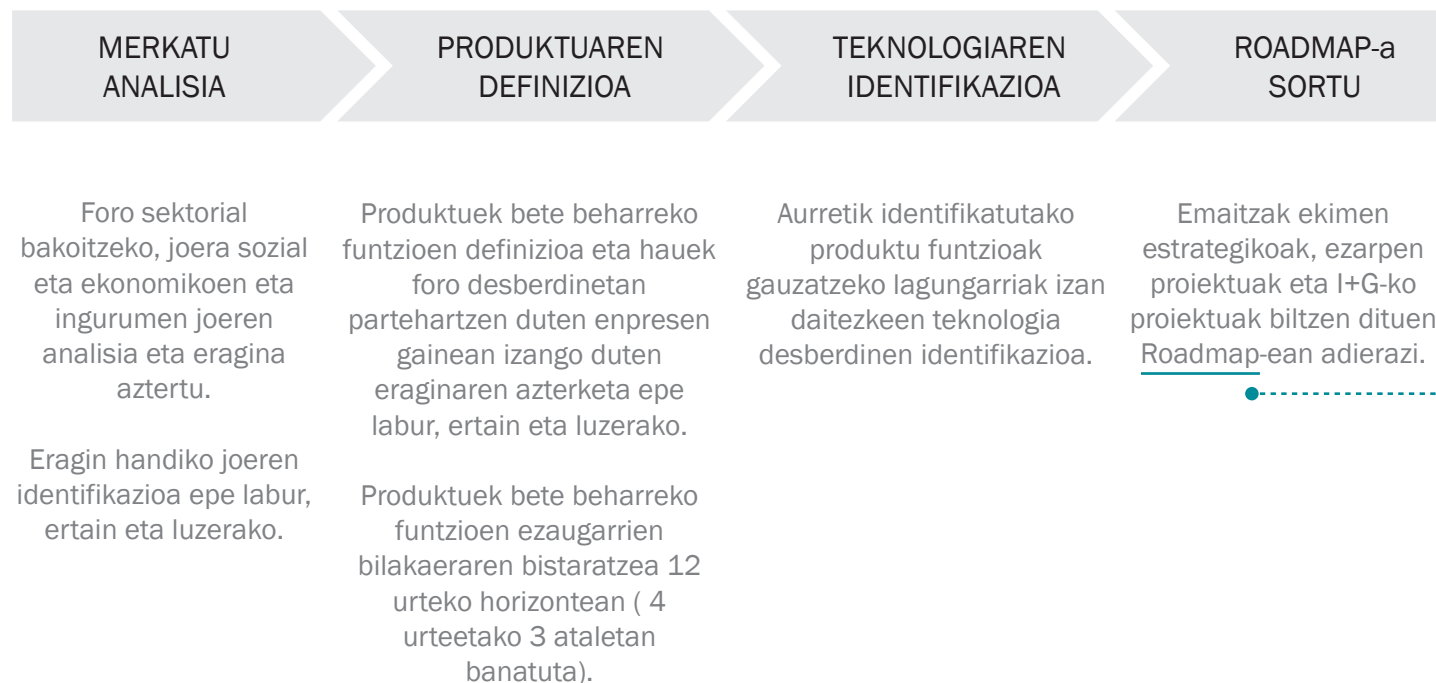 MERKATU
ANALISIA
PRODUKTUAREN
DEFINIZIOA
TEKNOLOGIAREN
IDENTIFIKAZIOA
ROADMAP-a
SORTU
Foro sektorial
bakoitzeko, joera sozial
eta ekonomikoen eta
ingurumen joeren
analisia eta eragina
aztertu.
Eragin handiko joeren
identifikazioa epe labur,
ertain eta luzerako.
Produktuek bete beharreko
funtzioen definizioa eta hauek
foro desberdinetan
partehartzen duten enpresen
gainean izango duten
eraginaren azterketa epe
labur, ertain eta luzerako.
Produktuek bete beharreko
funtzioen ezaugarrien
bilakaeraren bistaratzea 12
urteko horizontean ( 4
urteetako 3 ataletan
banatuta).
Aurretik identifikatutako
produktu funtzioak
gauzatzeko lagungarriak izan
daitezkeen teknologia
desberdinen identifikazioa.
Emaitzak ekimen
estrategikoak, ezarpen
proiektuak eta I+G-ko
proiektuak biltzen dituen
Roadmap-ean adierazi.